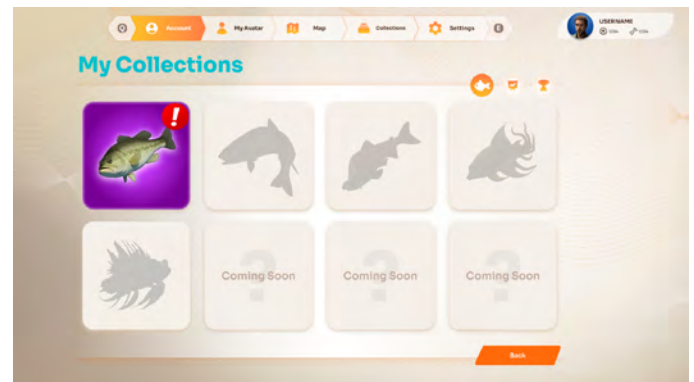 Account
My Avatar
Map
Collections
Settings
USERNAME
My Collections
!
Coming Soon
Coming Soon
Coming Soon
Back